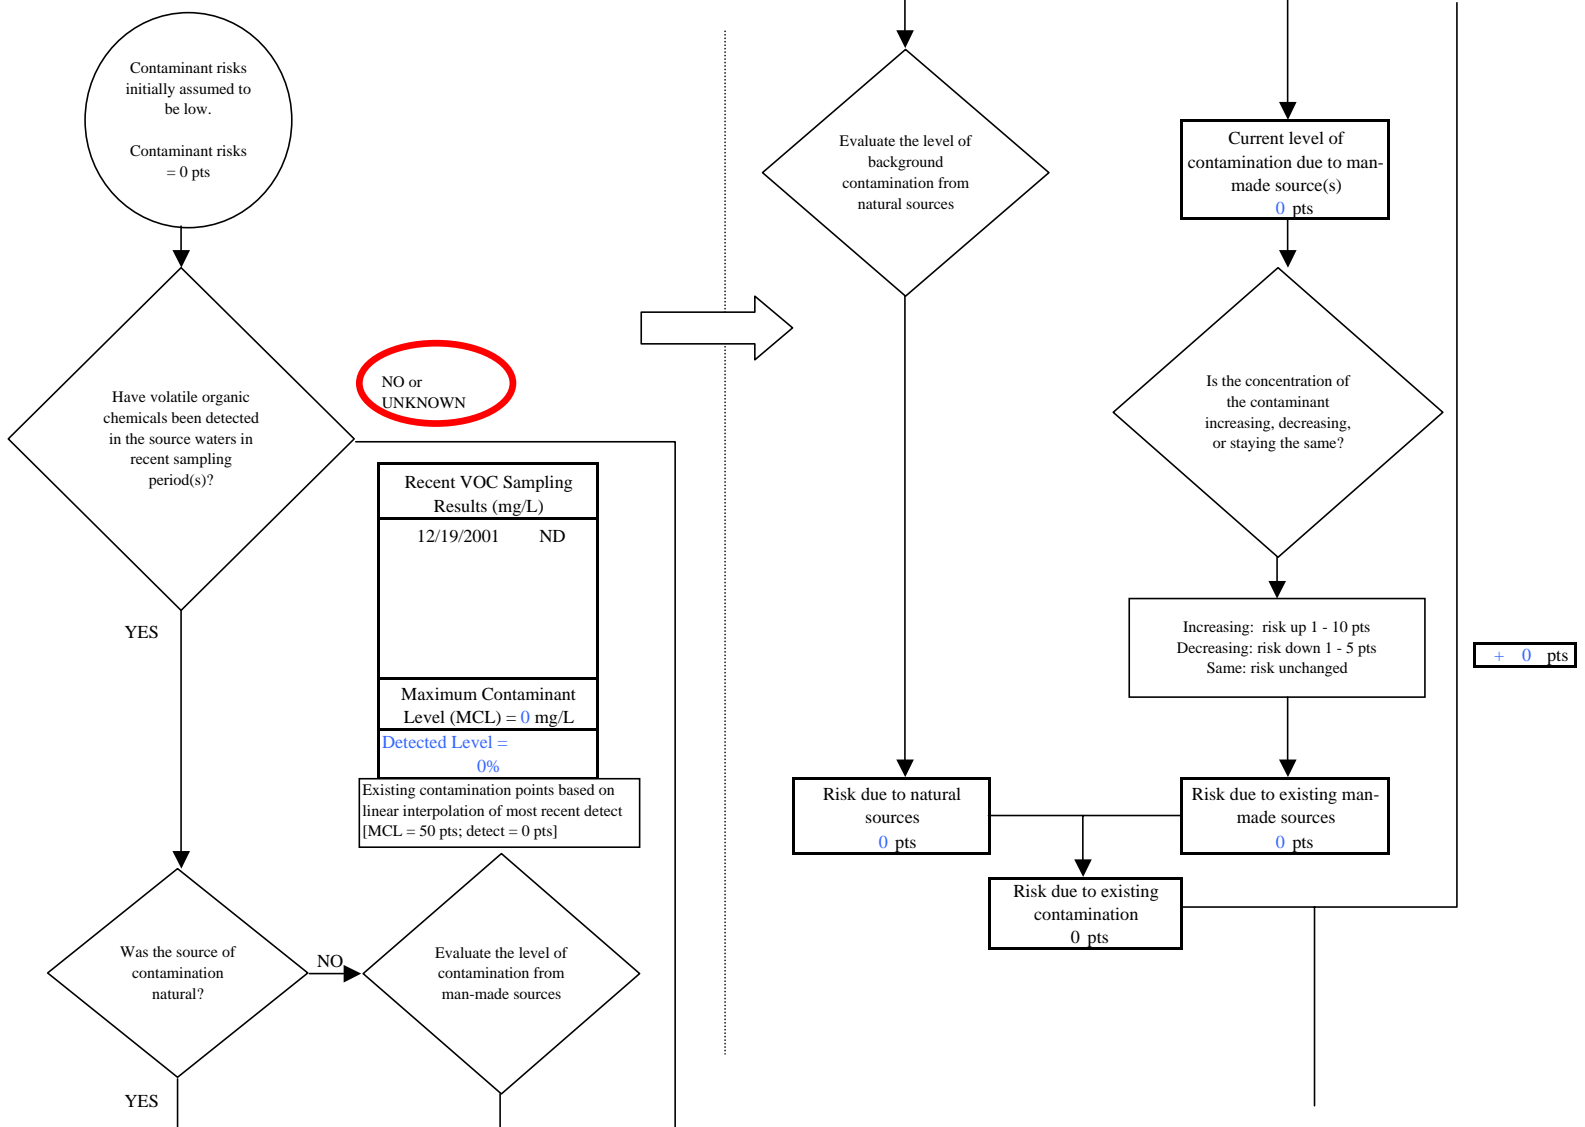 Contaminant risks
initially assumed to
be low.
Contaminant risks
= 0 pts
Have volatile organic
chemicals been detected
in the source waters in
recent sampling
period(s)?
NO or
UNKNOWN
YES
Recent VOC Sampling
Results (mg/L)
12/19/2001 ND
Maximum Contaminant
Level (MCL) = 0 mg/L
Detected Level =
0%
Existing contamination points based on
linear interpolation of most recent detect
[MCL = 50 pts; detect = 0 pts]
Was the source of
contamination
natural?
NO
YES
Evaluate the level of
contamination from
man-made sources
Evaluate the level of
background
contamination from
natural sources
Current level of
contamination due to man-
made source(s)
0 pts
Is the concentration of
the contaminant
increasing, decreasing,
or staying the same?
Increasing: risk up 1 - 10 pts
Decreasing: risk down 1 - 5 pts
Same: risk unchanged
+ 0 pts
Risk due to natural
sources
0 pts
Risk due to existing man-
made sources
0 pts
Risk due to existing
contamination
0 pts